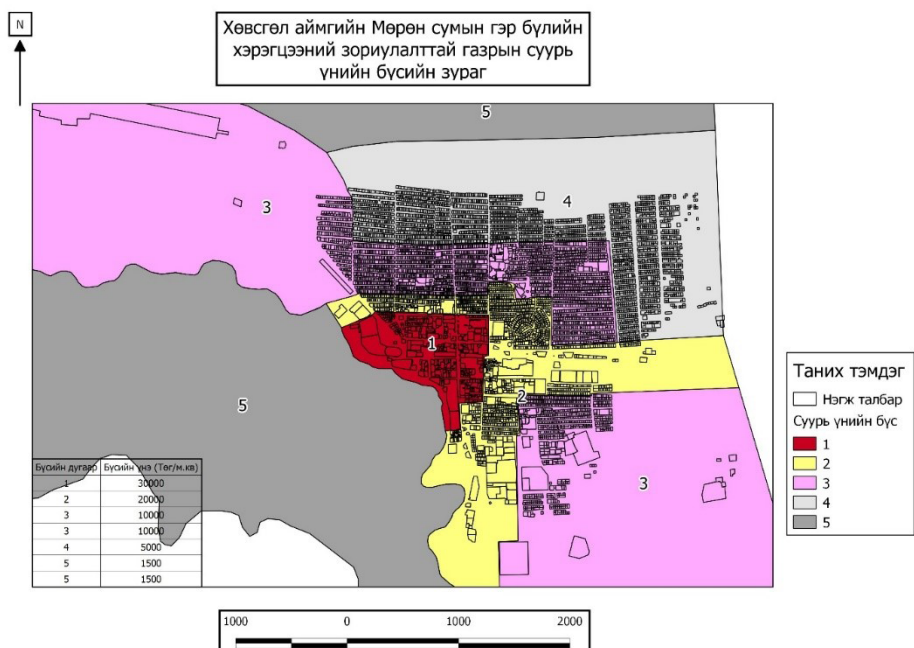 N
Хөвсгөл аймгийн Мөрөн сумын гэр бүлийн
хэрэгцээний зориулалттай газрын суурь
үнийн бүсийн зураг
5
4
3
1
5
2
3
Таних тэмдэг
Нэгж талбар
Суурь үнийн бүс
1
2
3
4
5
Бүсийн дугаар Бүсийн үнэ (Төг/м.кв)
1 30000
2 20000
3 10000
3 10000
4 5000
5 1500
5 1500
1000 0 1000 2000